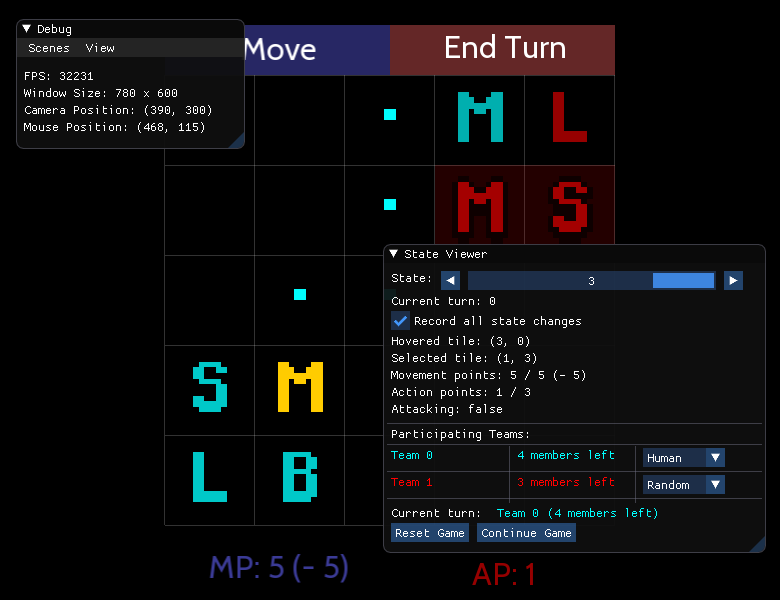 Debug
Scenes View
FPS: 32231
Window Size: 780 x 600
Camera Position: (390, 300)
Mouse Position: (468, 115)
Move End Turn
M L
M S
S M
L B
State Viewer
State: 3
Current turn: 0
Record all state changes
Hovered tile: (3, 0)
Selected tile: (1, 3)
Movement points: 5 / 5 (- 5)
Action points: 1 / 3
Attacking: false
Participating Teams:
Team 0 4 members left Human
Team 1 3 members left Random
Current turn: Team 0 (4 members left)
Reset Game Continue Game
MP: 5 (- 5) AP: 1